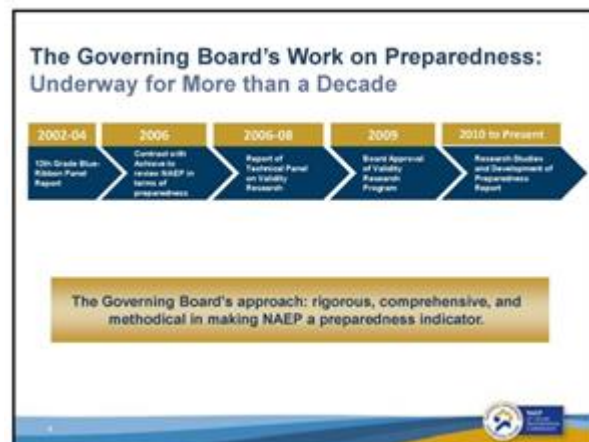 The Governing Board's Work on Preparedness:
Underway for More than a Decade
2002-04
12th Grade Blue-
Ribbon Panel
Report
2006
Contract with
Achieve to
review NAEP in
terms of
preparedness
2006-08
Report of
Technical Panel
on Validity
Research
2009
Board Approval
of Validity
Research
Program
2010 to Present
Research Studies
and Development of
Preparedness
Report
The Governing Board's approach: rigorous, comprehensive, and
methodical in making NAEP a preparedness indicator.
NAEP